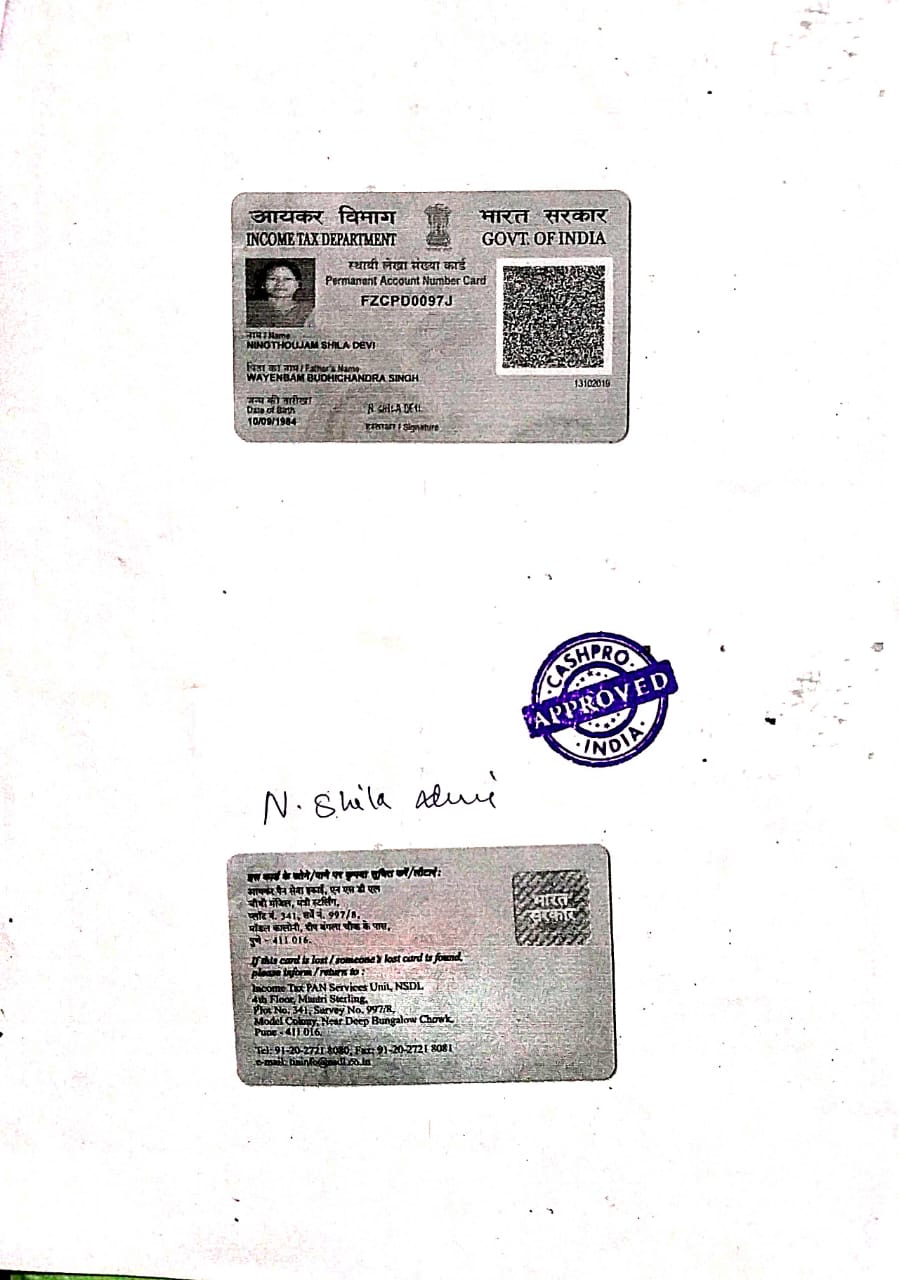 आयकर विभाग
INCOME TAX DEPARTMENT
भारत सरकार
GOVT. OF INDIA
स्थायी लेखा संख्या कार्ड
Permanent Account Number Card
FZCPD0097J
नाम / Name
NINGTHOUJAM SHILA DEVI
पिता का नाम / Father's Name
WAYENBAM BUDHICHANDRA SINGH
जन्म की तारीख
Date of Birth
10/09/1984
N. SHILA DEVI
हस्ताक्षर / Signature
13102019
CASHPRO
APPROVED
INDIA
N. Shila
इस कार्ड के खोने/पाने पर कृपया सूचित करें/लौटाएं:
आयकर पैन सेवा इकाई, एन एस डी एल
चौथी मंजिल, मंत्री स्टर्लिंग,
प्लॉट नं. 341, सर्वे नं. 997/8,
मॉडल कालोनी, दीप बंगला चौक के पास,
पुणे - 411 016.
भारत
सरकार
If this card is lost / someone's lost card is found,
please inform / return to :
Income Tax PAN Services Unit, NSDL
4th Floor, Mantri Sterling,
Plot No. 341, Survey No. 997/8,
Model Colony, Near Deep Bungalow Chowk,
Pune - 411 016.
Tel: 91-20-2721 8080, Fax: 91-20-2721 8081
e-mail: tininfo@nsdl.co.in